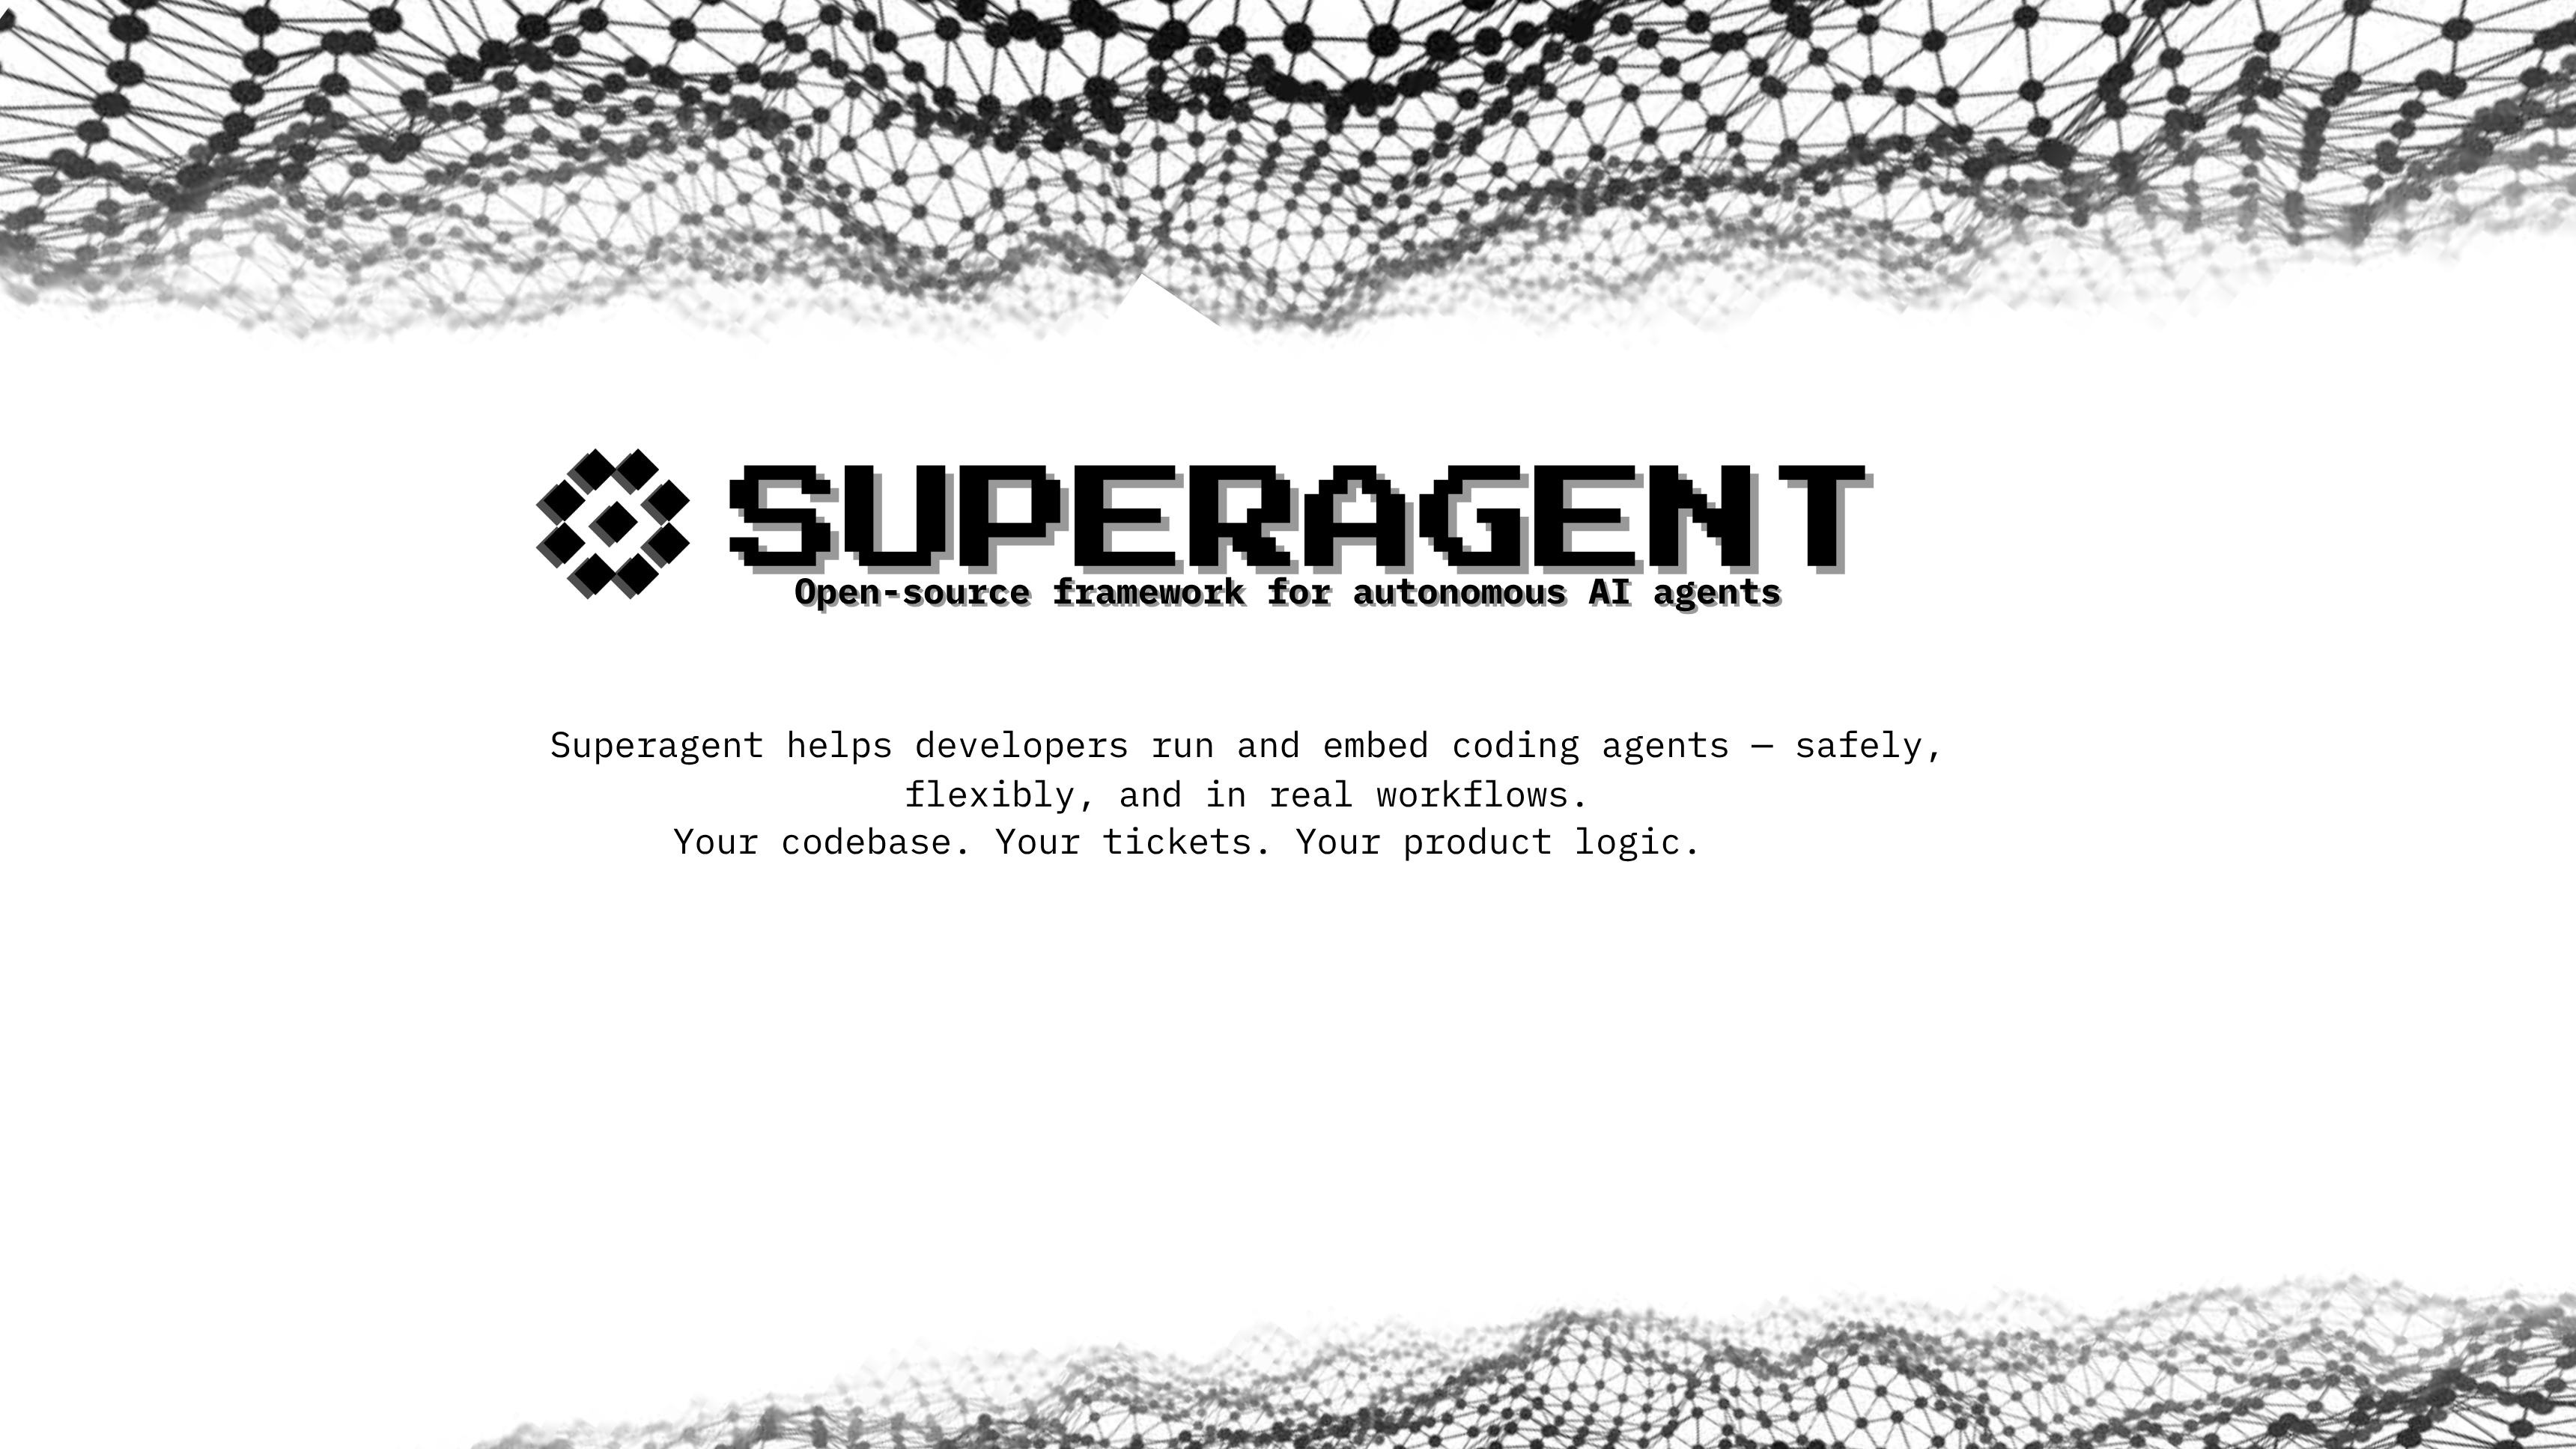 SUPERAGENT
Open-source framework for autonomous AI agents
Superagent helps developers run and embed coding agents — safely,
flexibly, and in real workflows.
Your codebase. Your tickets. Your product logic.